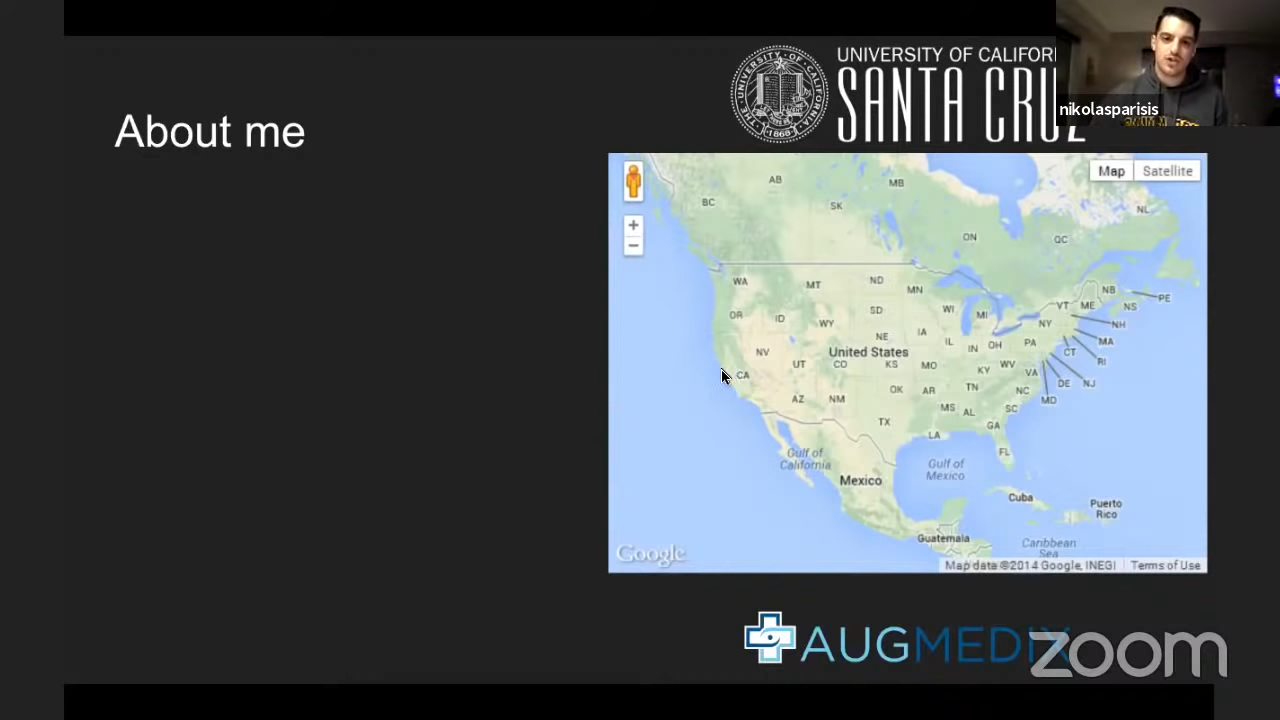 UNIVERSITY OF CALIFOR
SANTA CRUZ
nikolasparisis
About me
Map
Satellite
AB
MB
BC
SK
NL
ON
QC
WA
MT
ND
MN
NB
PE
VT
ME
NS
OR
ID
SD
WI
MI
NY
NH
WY
NE
IA
MA
NV
United States
IL
IN
OH
PA
CT
RI
UT
CO
KS
MO
KY
WV
VA
CA
DE
NJ
AZ
NM
OK
AR
TN
NC
MD
MS
AL
SC
TX
GA
LA
FL
Gulf of
California
Gulf of
Mexico
Mexico
Cuba
Puerto
Rico
Guatemala
Caribbean
Sea
Google
Map data ©2014 Google, INEGI
Terms of Use
AUGMEDIX
zoom